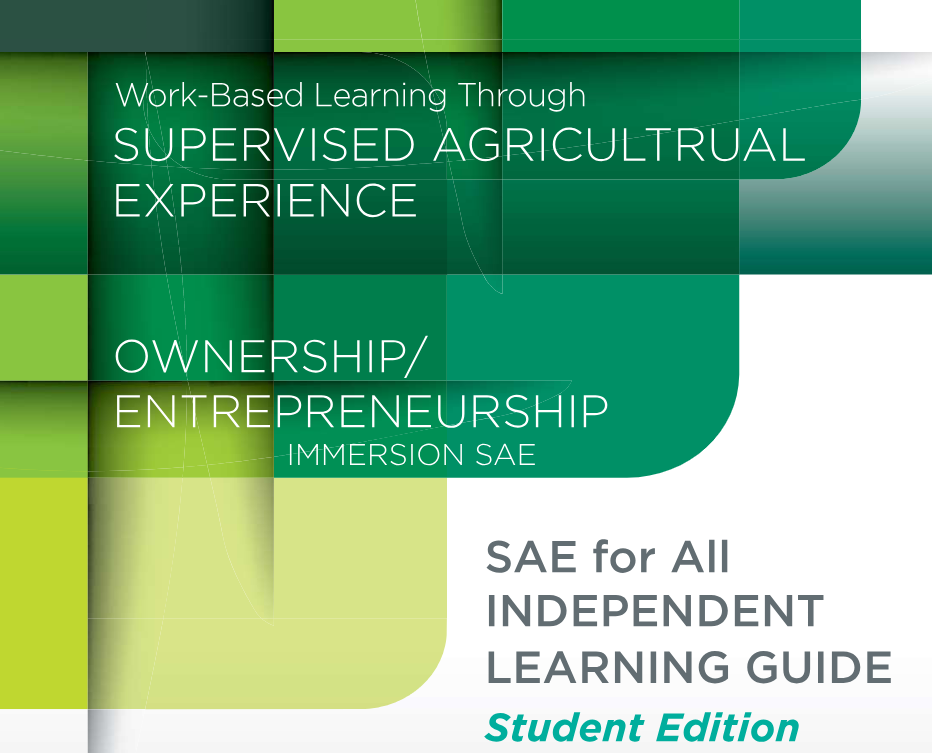 Work-Based Learning Through
SUPERVISED AGRICULTRUAL
EXPERIENCE
OWNERSHIP/
ENTREPRENEURSHIP
IMMERSION SAE
SAE for All
INDEPENDENT
LEARNING GUIDE
Student Edition